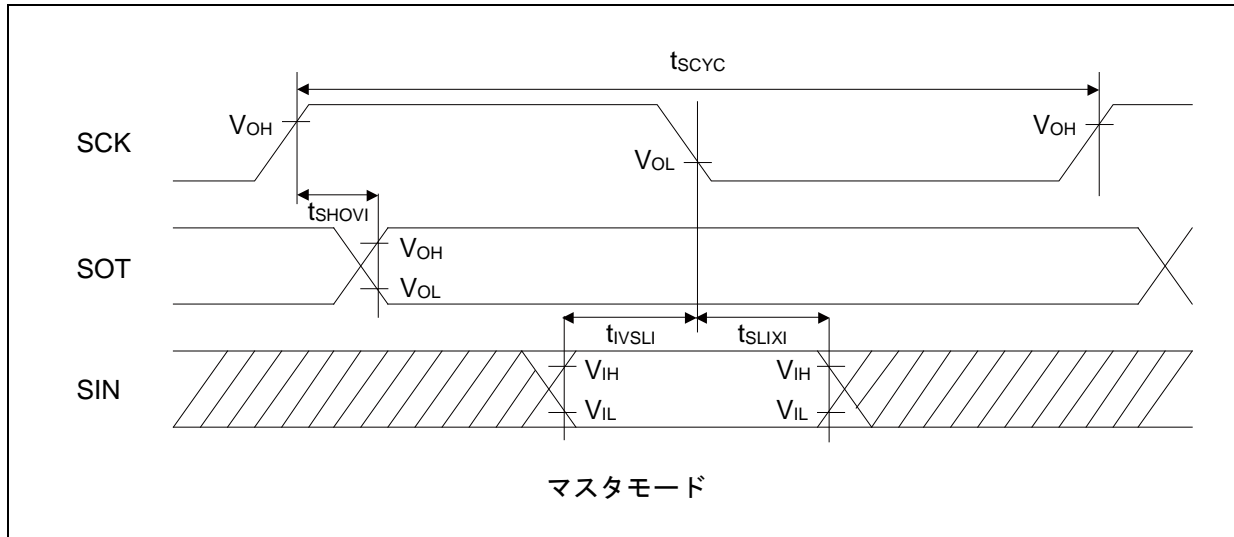 tSCYC
SCK
VOH
VOL
VOH
tSHOVI
SOT
VOH
VOL
tIVSLI
tSLIXI
SIN
VIH
VIH
VIL
VIL
マスタモード